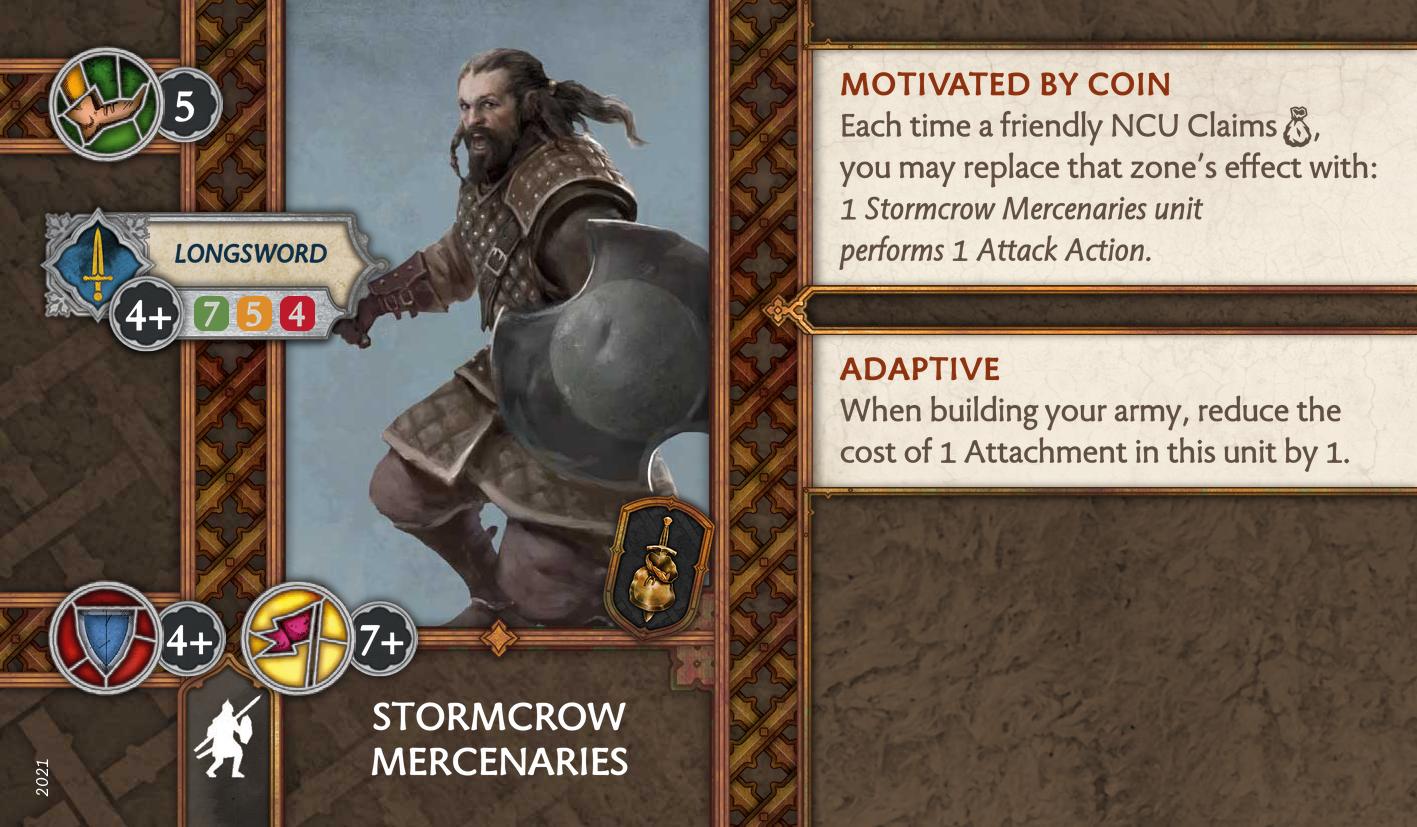 5
LONGSWORD
4+ 7 5 4
4+ 7+
STORMCROW
MERCENARIES
2021
MOTIVATED BY COIN
Each time a friendly NCU Claims ,
you may replace that zone's effect with:
1 Stormcrow Mercenaries unit
performs 1 Attack Action.
ADAPTIVE
When building your army, reduce the
cost of 1 Attachment in this unit by 1.